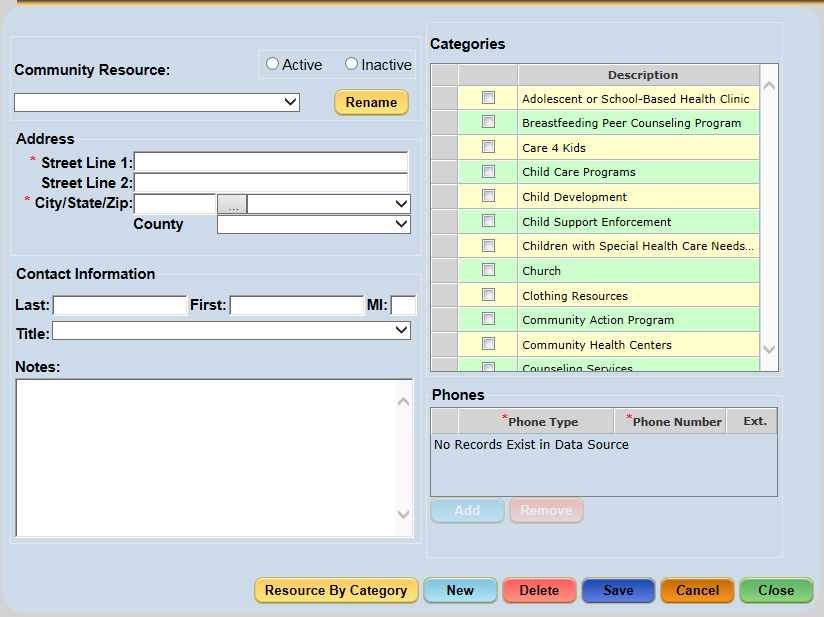 Community Resource:
Active
Inactive
Rename
Address
* Street Line 1:
Street Line 2:
* City/State/Zip:
...
County
Contact Information
Last:
First:
MI:
Title:
Notes:
Categories
Description
Adolescent or School-Based Health Clinic
Breastfeeding Peer Counseling Program
Care 4 Kids
Child Care Programs
Child Development
Child Support Enforcement
Children with Special Health Care Needs...
Church
Clothing Resources
Community Action Program
Community Health Centers
Counseling Services
Phones
*Phone Type *Phone Number Ext.
No Records Exist in Data Source
Add Remove
Resource By Category New Delete Save Cancel Close